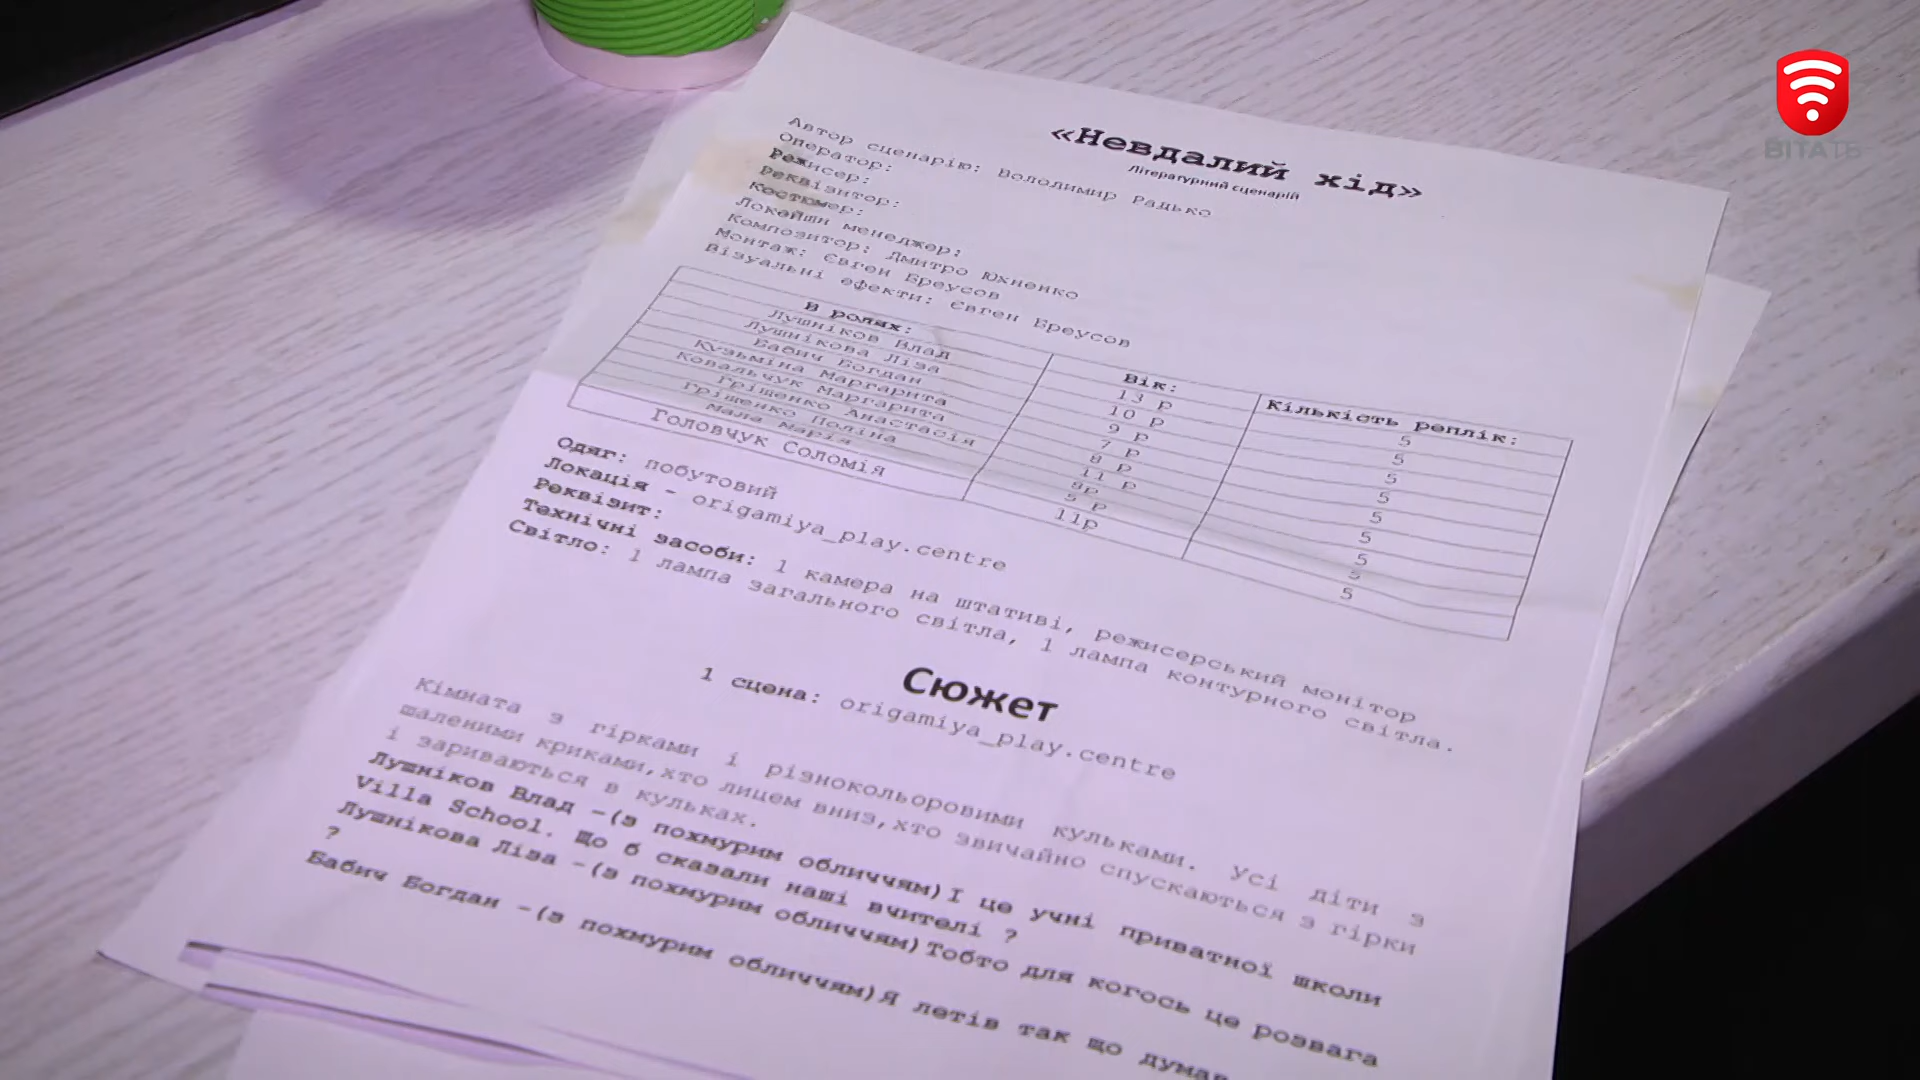 «Невдалий хід»
Літературний сценарій
Автор сценарію: Володимир Радько
Оператор:
Режисер:
Реквізитор:
Костюмер:
Локейшн менеджер:
Композитор: Дмитро Юхненко
Монтаж: Євген Бреусов
Візуальні ефекти: Євген Бреусов
В ролях: Вік: Кількість реплік:
Лушніков Влад 13 р 5
Лушнікова Ліза 10 р 5
Бабич Богдан 9 р 5
Кузьміна Маргарита 7 р 5
Ковальчук Маргарита 8 р 5
Гріщенко Анастасія 11 р 5
Гріщенко Поліна 8р 5
Мала Марія 5 р 5
Головчук Соломія 11р 5
Одяг: побутовий
Локація – origamiya_play.centre
Реквізит:
Технічні засоби: 1 камера на штативі, режисерський монітор
Світло: 1 лампа загального світла, 1 лампа контурного світла.
Сюжет
1 сцена: origamiya_play.centre
Кімната з гірками і різнокольоровими кульками. Усі діти з
шаленими криками,хто лицем вниз,хто звичайно спускаються з гірки
і зариваються в кульках.
Лушніков Влад –(з похмурим обличчям)І це учні приватної школи
Villa School. Що б сказали наші вчителі ?
Лушнікова Ліза –(з похмурим обличчям)Тобто для когось це розвага
?
Бабич Богдан –(з похмурим обличчям)Я летів так що думав
ВІТАТБ